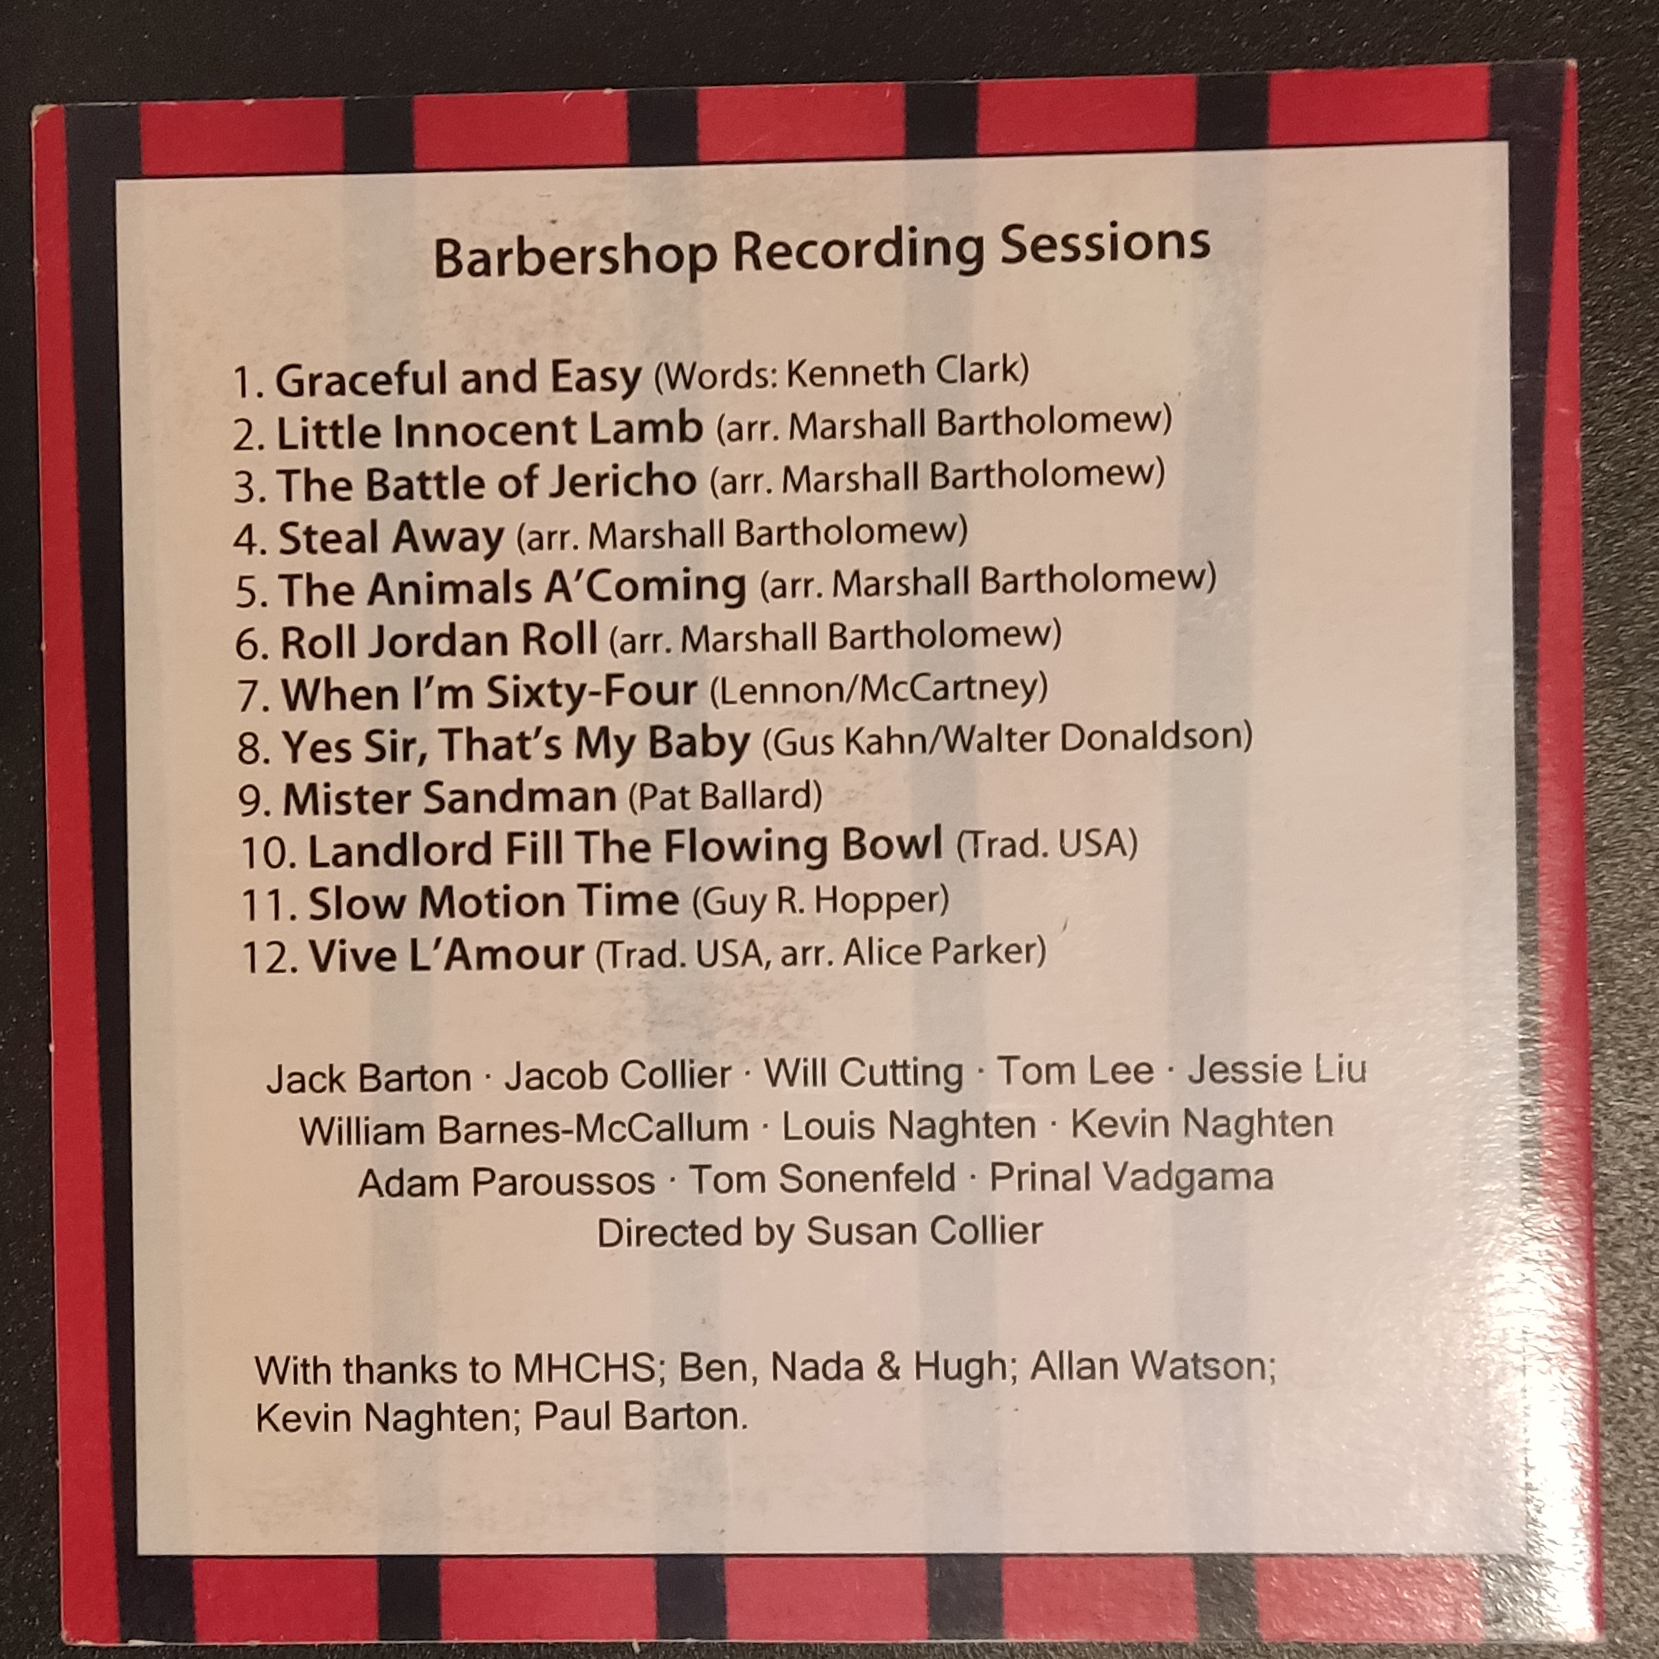 Barbershop Recording Sessions
1. Graceful and Easy (Words: Kenneth Clark)
2. Little Innocent Lamb (arr. Marshall Bartholomew)
3. The Battle of Jericho (arr. Marshall Bartholomew)
4. Steal Away (arr. Marshall Bartholomew)
5. The Animals A’Coming (arr. Marshall Bartholomew)
6. Roll Jordan Roll (arr. Marshall Bartholomew)
7. When I’m Sixty-Four (Lennon/McCartney)
8. Yes Sir, That’s My Baby (Gus Kahn/Walter Donaldson)
9. Mister Sandman (Pat Ballard)
10. Landlord Fill The Flowing Bowl (Trad. USA)
11. Slow Motion Time (Guy R. Hopper)
12. Vive L’Amour (Trad. USA, arr. Alice Parker)
Jack Barton · Jacob Collier · Will Cutting · Tom Lee · Jessie Liu
William Barnes-McCallum · Louis Naghten · Kevin Naghten
Adam Paroussos · Tom Sonenfeld · Prinal Vadgama
Directed by Susan Collier
With thanks to MHCHS; Ben, Nada & Hugh; Allan Watson;
Kevin Naghten; Paul Barton.